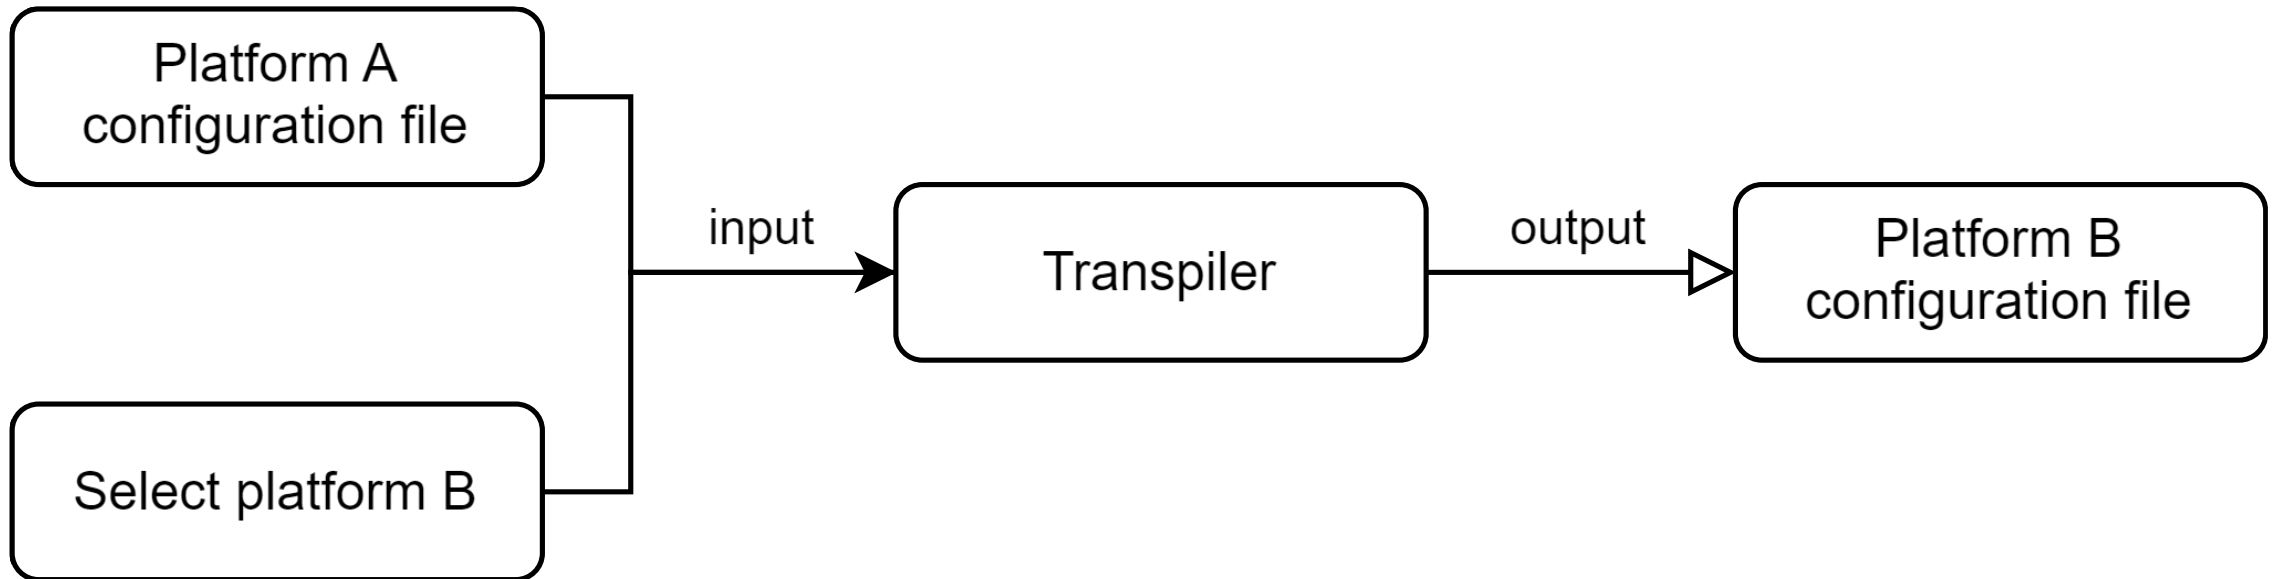 Platform A
configuration file
Select platform B
input
Transpiler
output
Platform B
configuration file